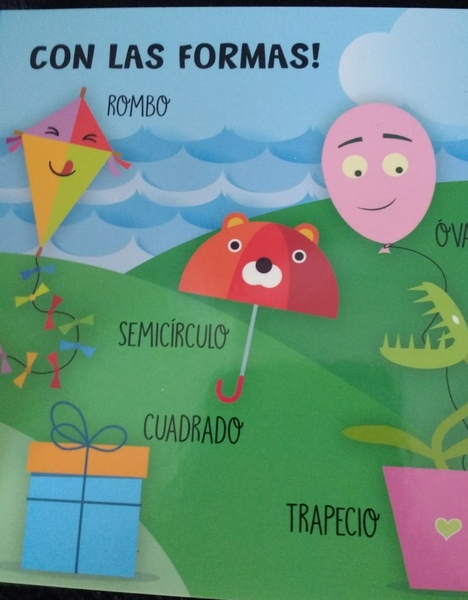 CON LAS FORMAS!
ROMBO
SEMICÍRCULO
CUADRADO
TRAPECIO